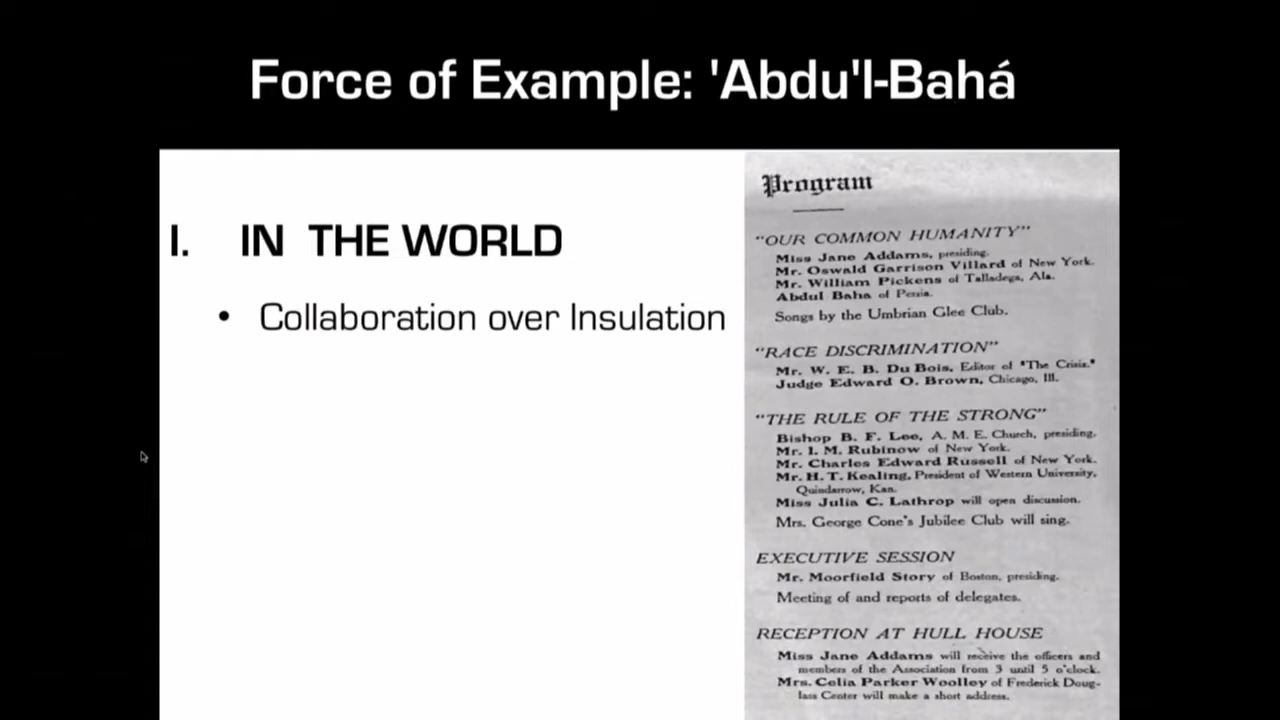 Force of Example: 'Abdu'l-Bahá
I. IN THE WORLD
• Collaboration over Insulation
Program
"OUR COMMON HUMANITY"
Miss Jane Addams, presiding.
Mr. Oswald Garrison Villard of New York.
Mr. William Pickens of Talladega, Ala.
Abdul Baha of Persia.
Songs by the Umbrian Glee Club.
"RACE DISCRIMINATION"
Mr. W. E. B. Du Bois, Editor of "The Crisis."
Judge Edward O. Brown, Chicago, Ill.
"THE RULE OF THE STRONG"
Bishop B. F. Lee, A. M. E. Church, presiding.
Mr. I. M. Rubinow of New York.
Mr. Charles Edward Russell of New York.
Mr. H. T. Kealing, President of Western University,
Quindarrow, Kan.
Miss Julia C. Lathrop will open discussion.
Mrs. George Cone's Jubilee Club will sing.
EXECUTIVE SESSION
Mr. Moorfield Story of Boston, presiding.
Meeting of and reports of delegates.
RECEPTION AT HULL HOUSE
Miss Jane Addams will receive the officers and
members of the Association from 3 until 5 o'clock.
Mrs. Celia Parker Woolley of Frederick Doug-
lass Center will make a short address.